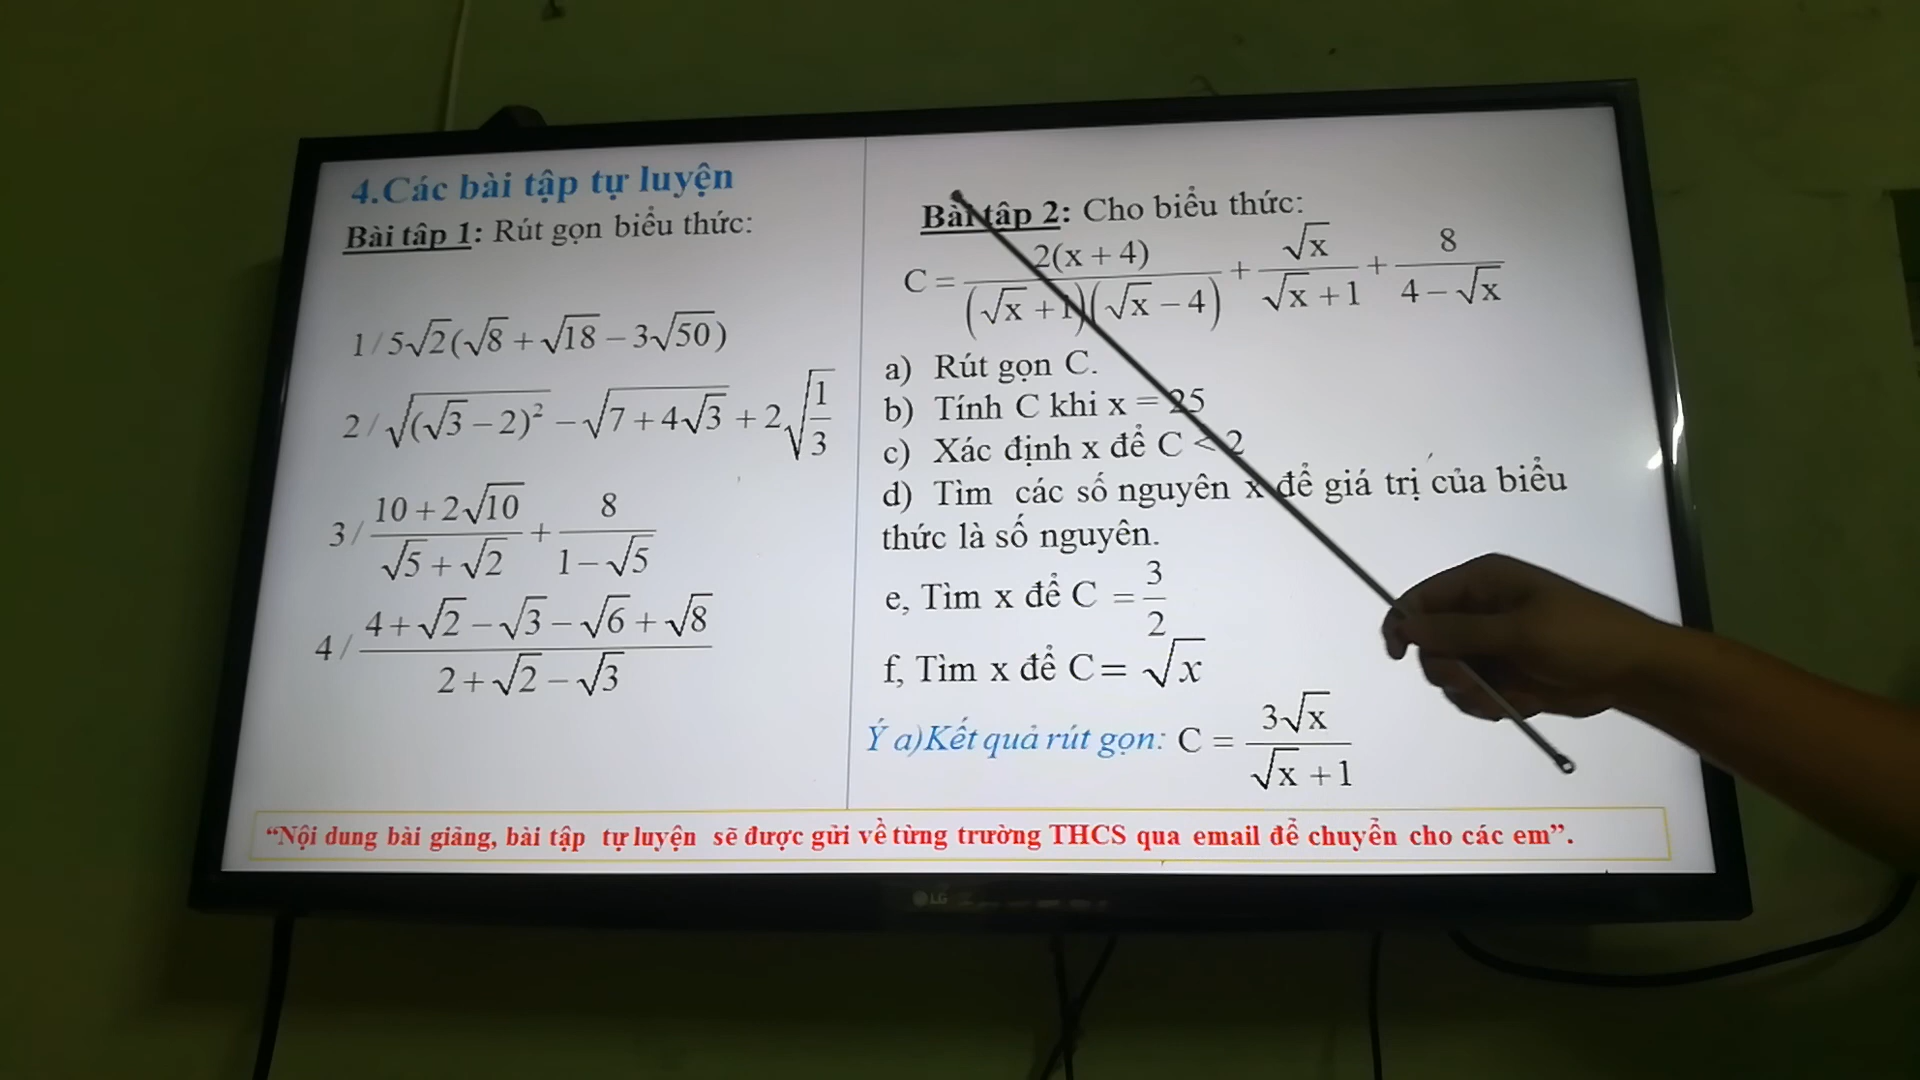 4.Các bài tập tự luyện
Bài tập 1: Rút gọn biểu thức:
1/ 5√2(√8 + √18 − 3√50)
2/ √((√3 − 2)²) − √(7 + 4√3) + 2√(1/3)
3/ (10 + 2√10)/(√5 + √2) + 8/(1 − √5)
4/ (4 + √2 − √3 − √6 + √8)/(2 + √2 − √3)
Bài tập 2: Cho biểu thức:
C = 2(x + 4)/((√x + 1)(√x − 4)) + √x/(√x + 1) + 8/(4 − √x)
a) Rút gọn C.
b) Tính C khi x = 25
c) Xác định x để C < 2
d) Tìm các số nguyên x để giá trị của biểu
thức là số nguyên.
e, Tìm x để C = 3/2
f, Tìm x để C = √x
Ý a)Kết quả rút gọn: C = 3√x/(√x + 1)
“Nội dung bài giảng, bài tập tự luyện sẽ được gửi về từng trường THCS qua email để chuyển cho các em”.
LG